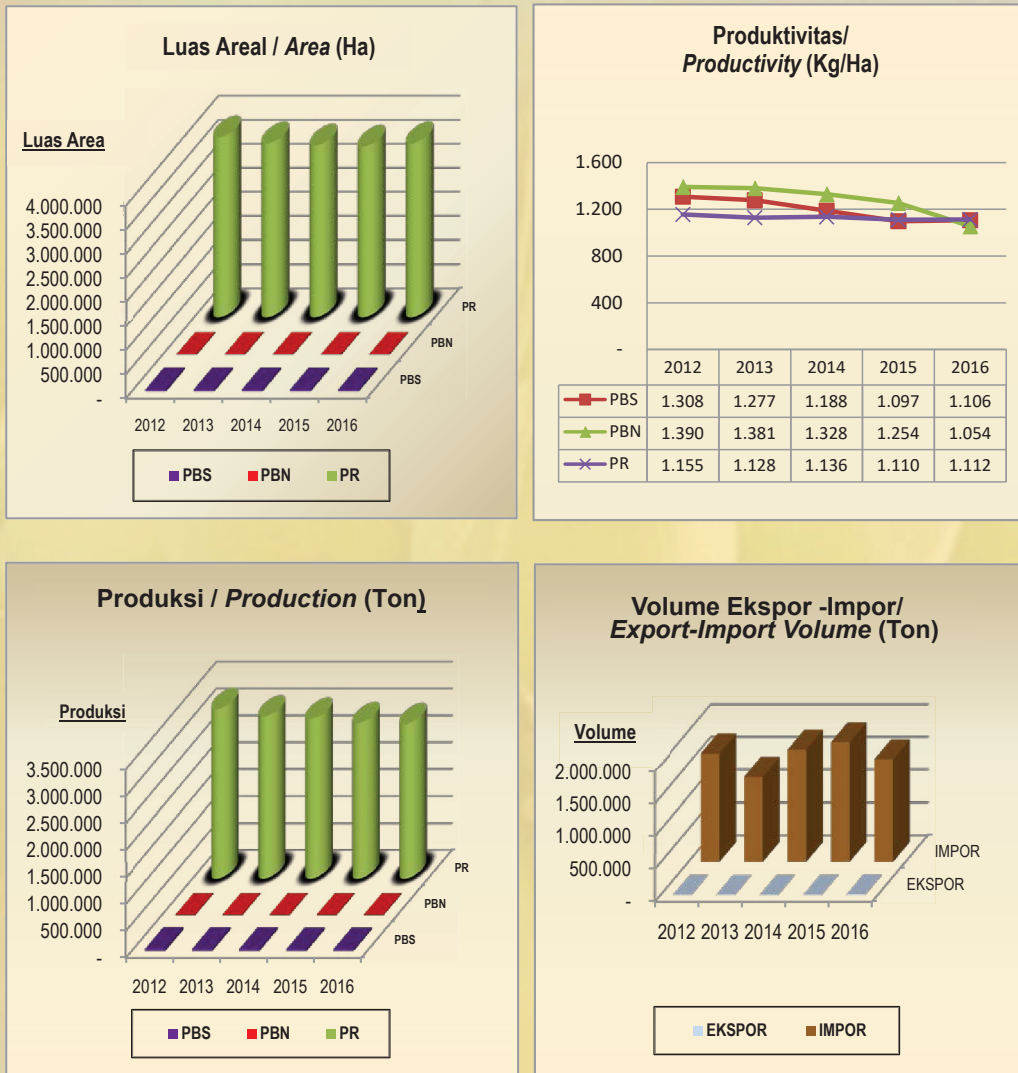 Luas Areal / Area (Ha)
Luas Area
4.000.000
3.500.000
3.000.000
2.500.000
2.000.000
1.500.000
1.000.000
500.000
-
PR
PBN
PBS
2012 2013 2014 2015 2016
PBS PBN PR
Produktivitas/
Productivity (Kg/Ha)
1.600
1.200
800
400
-
2012 2013 2014 2015 2016
PBS 1.308 1.277 1.188 1.097 1.106
PBN 1.390 1.381 1.328 1.254 1.054
PR 1.155 1.128 1.136 1.110 1.112
Produksi / Production (Ton)
Produksi
3.500.000
3.000.000
2.500.000
2.000.000
1.500.000
1.000.000
500.000
-
PR
PBN
PBS
2012 2013 2014 2015 2016
PBS PBN PR
Volume Ekspor -Impor/
Export-Import Volume (Ton)
Volume
2.000.000
1.500.000
1.000.000
500.000
-
IMPOR
EKSPOR
2012 2013 2014 2015 2016
EKSPOR IMPOR